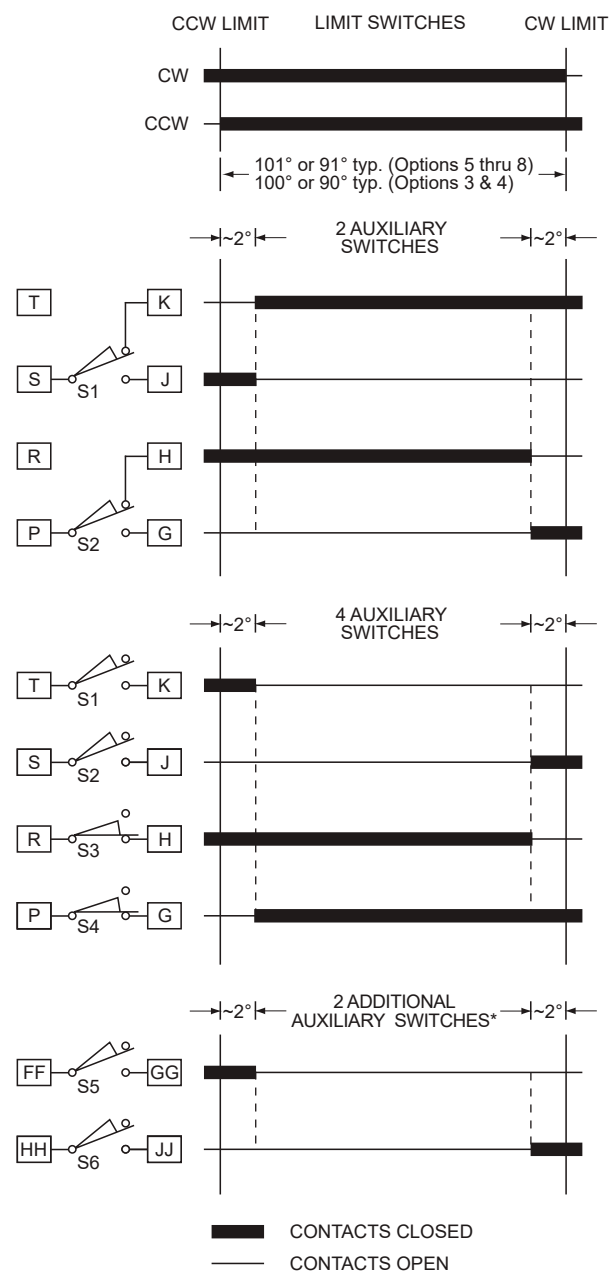 CCW LIMIT LIMIT SWITCHES CW LIMIT
CW
CCW
101° or 91° typ. (Options 5 thru 8)
100° or 90° typ. (Options 3 & 4)
~2° 2 AUXILIARY SWITCHES ~2°
T K
S S1 J
R H
P S2 G
~2° 4 AUXILIARY SWITCHES ~2°
T S1 K
S S2 J
R S3 H
P S4 G
~2° 2 ADDITIONAL AUXILIARY SWITCHES* ~2°
FF S5 GG
HH S6 JJ
CONTACTS CLOSED
CONTACTS OPEN